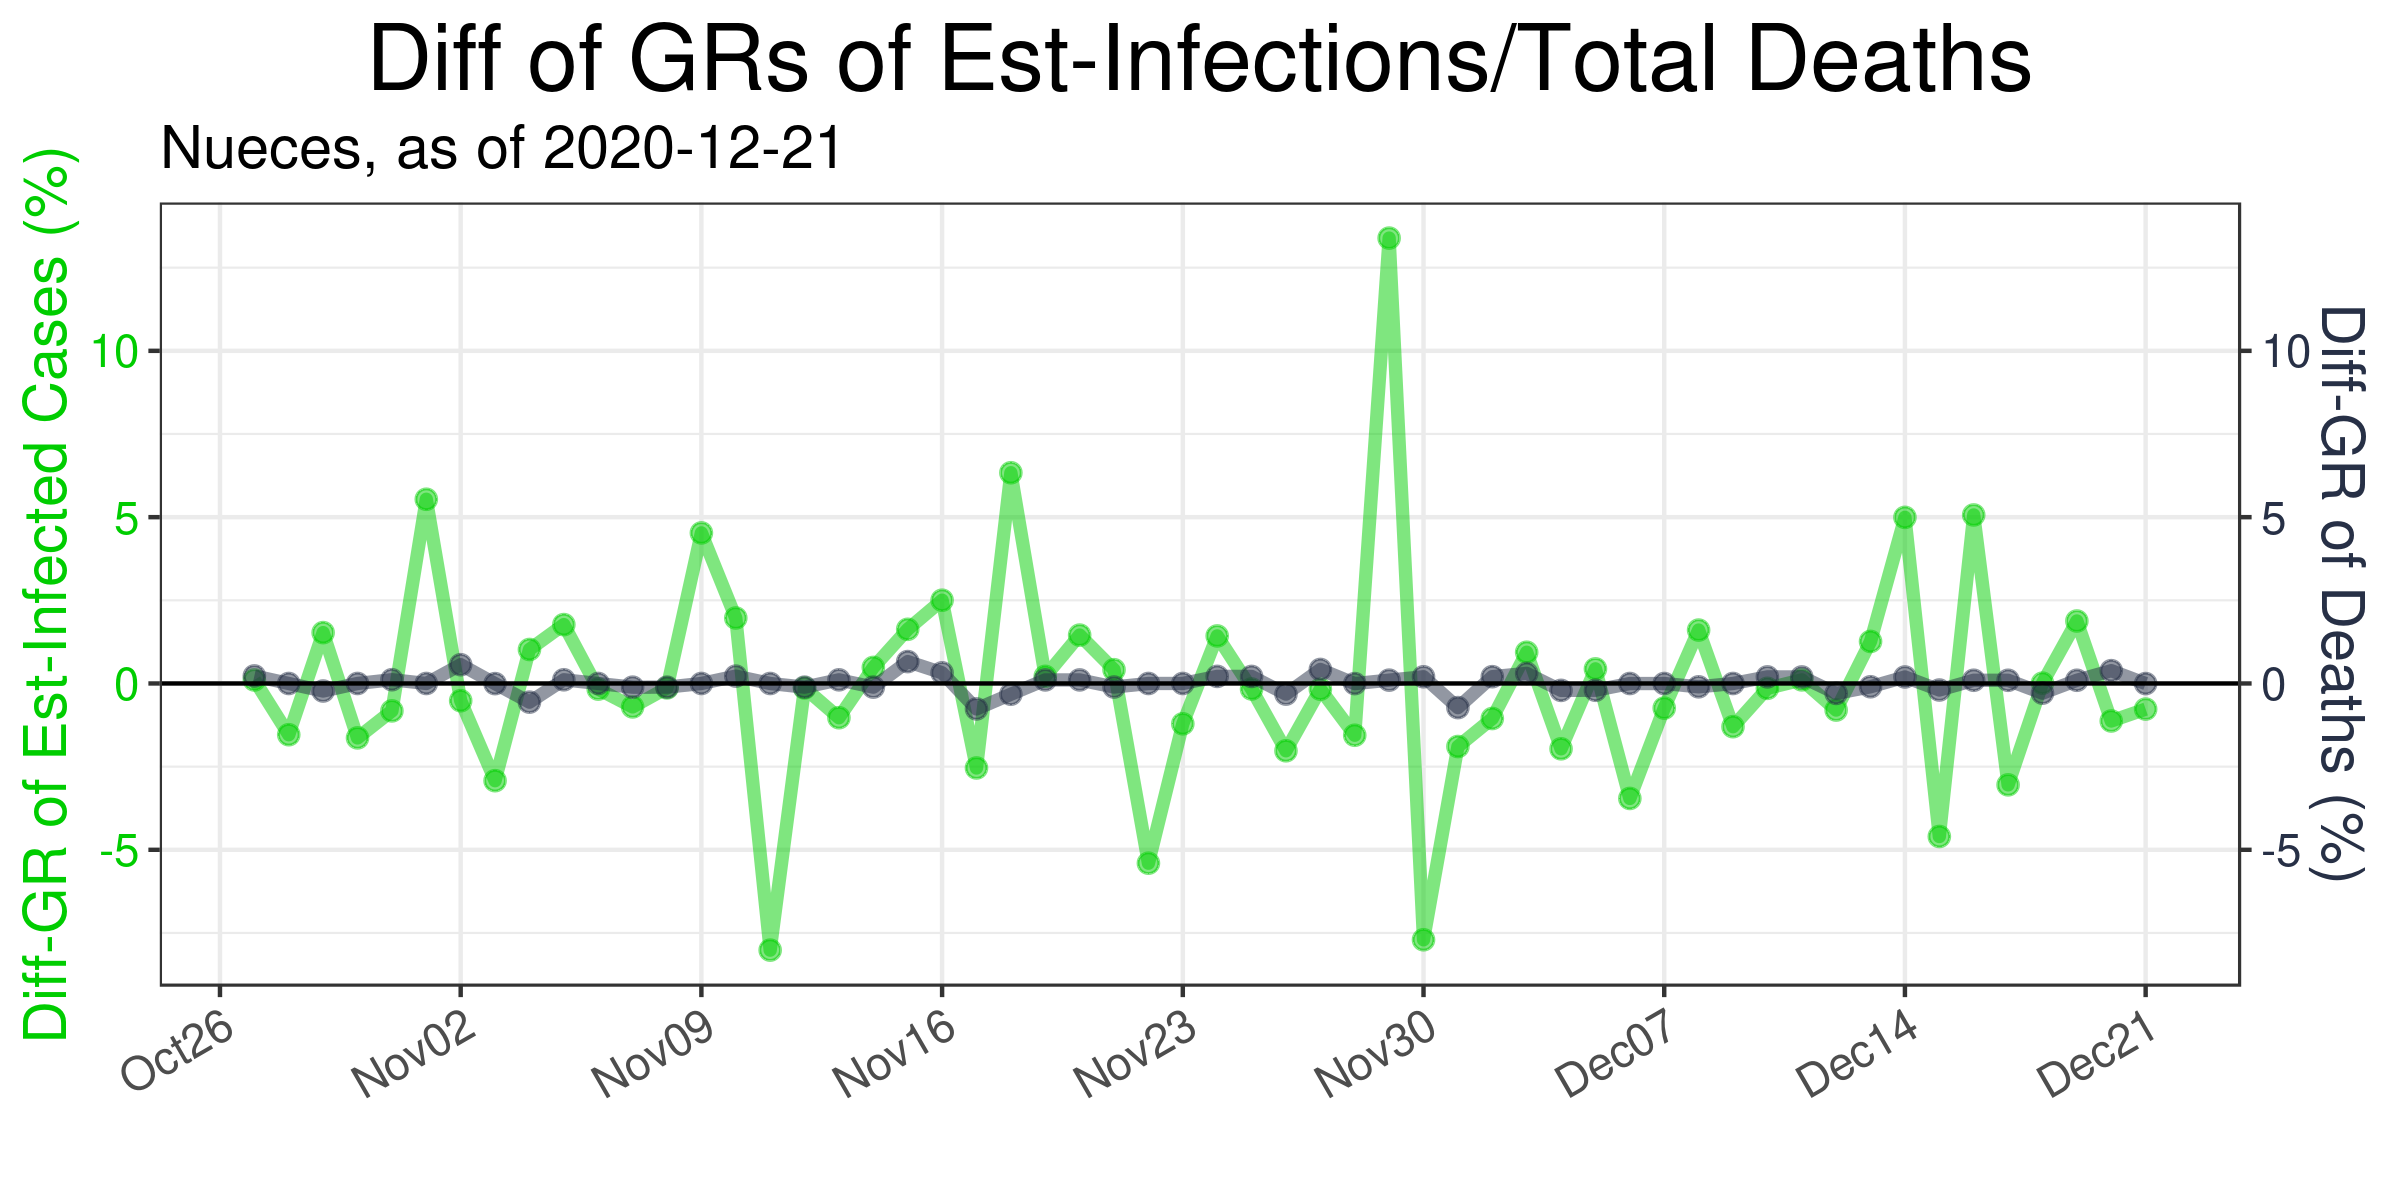 Diff of GRs of Est-Infections/Total Deaths
Nueces, as of 2020-12-21
Diff-GR of Est-Infected Cases (%)
10
5
0
-5
10
5
0
-5
Diff-GR of Deaths (%)
Oct26
Nov02
Nov09
Nov16
Nov23
Nov30
Dec07
Dec14
Dec21